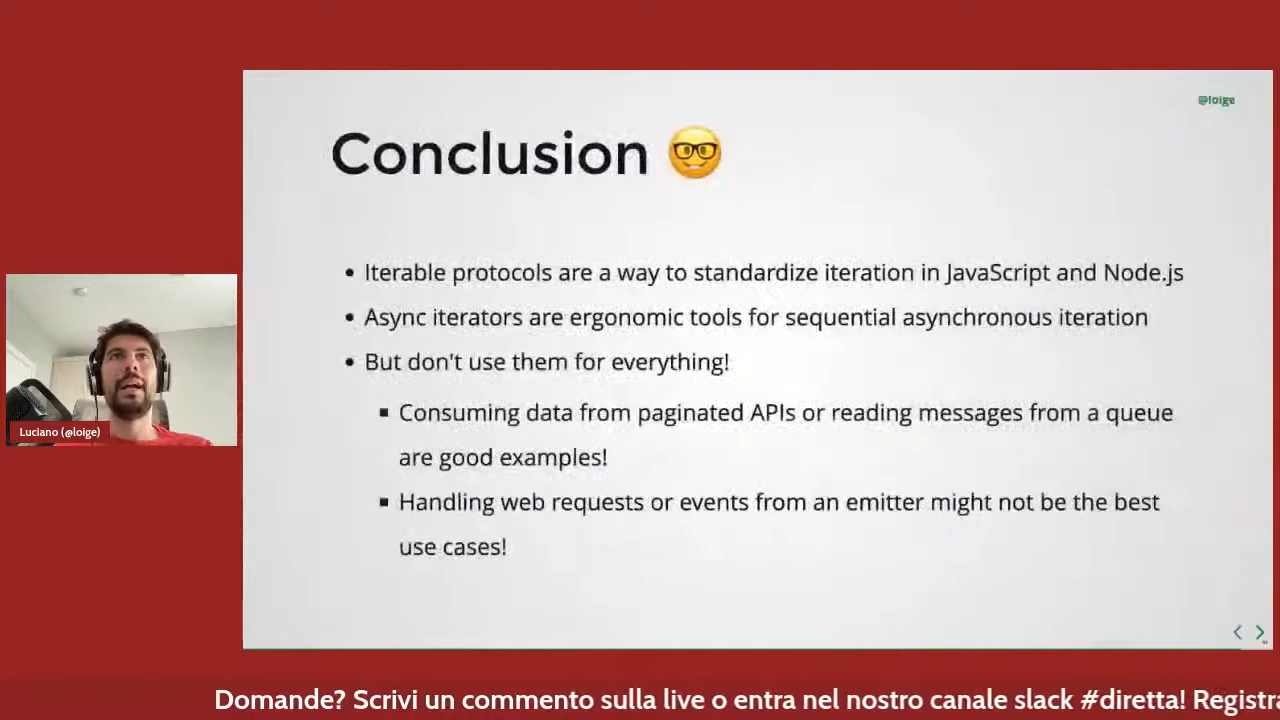 @loige
Conclusion 🤓
• Iterable protocols are a way to standardize iteration in JavaScript and Node.js
• Async iterators are ergonomic tools for sequential asynchronous iteration
• But don't use them for everything!
▪ Consuming data from paginated APIs or reading messages from a queue
are good examples!
▪ Handling web requests or events from an emitter might not be the best
use cases!
Luciano (@loige)
Domande? Scrivi un commento sulla live o entra nel nostro canale slack #diretta! Registra